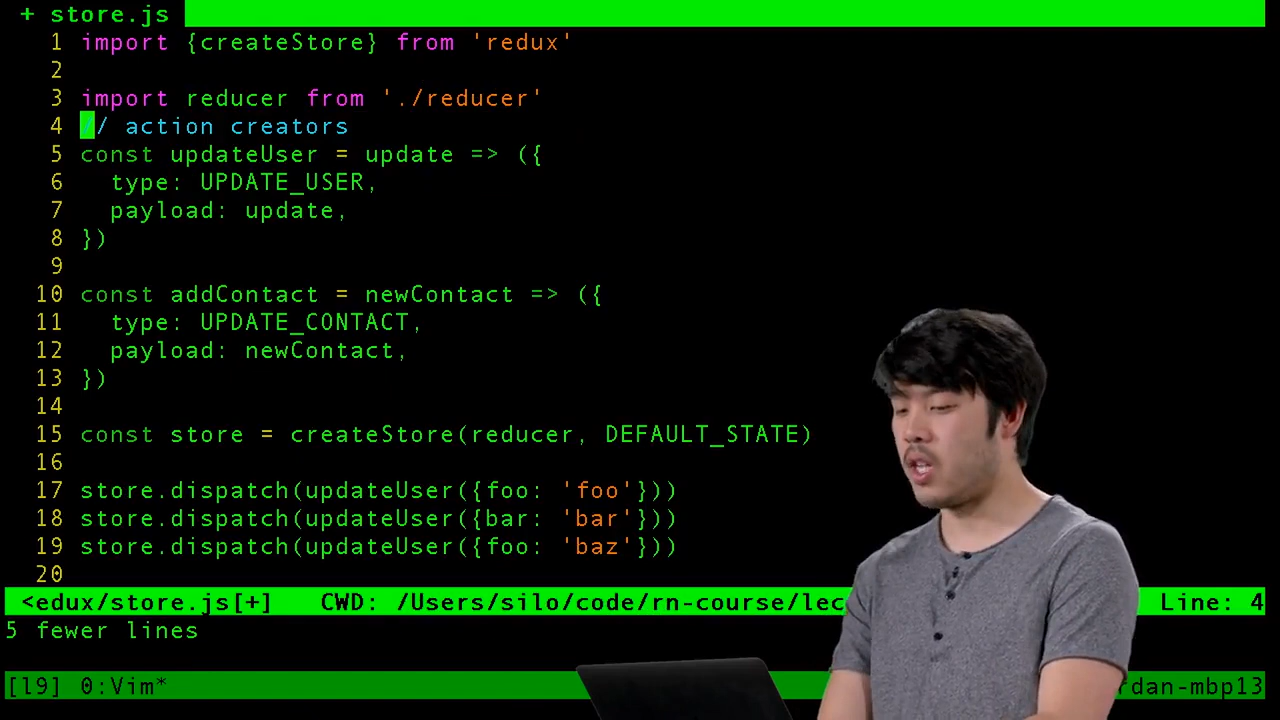 + store.js
1 import {createStore} from 'redux'
2
3 import reducer from './reducer'
4 // action creators
5 const updateUser = update => ({
6   type: UPDATE_USER,
7   payload: update,
8 })
9
10 const addContact = newContact => ({
11   type: UPDATE_CONTACT,
12   payload: newContact,
13 })
14
15 const store = createStore(reducer, DEFAULT_STATE)
16
17 store.dispatch(updateUser({foo: 'foo'}))
18 store.dispatch(updateUser({bar: 'bar'}))
19 store.dispatch(updateUser({foo: 'baz'}))
20
<edux/store.js[+]   CWD: /Users/silo/code/rn-course/lec Line: 4
5 fewer lines
[l9] 0:Vim* rdan-mbp13